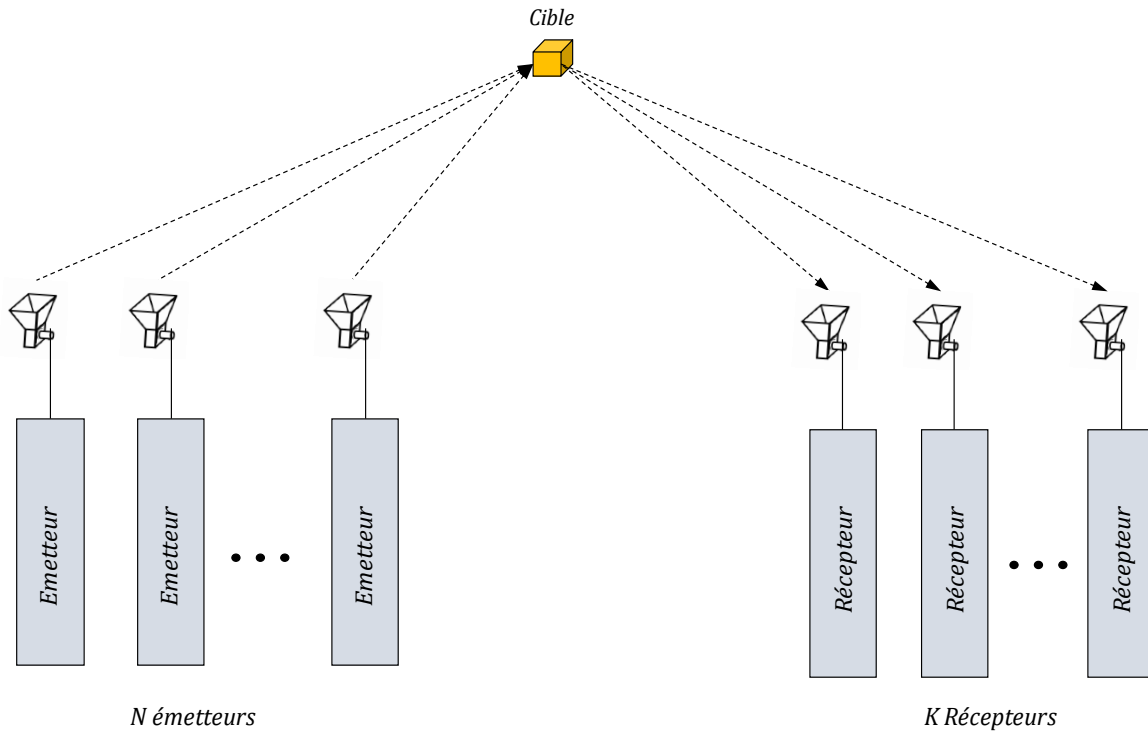 Cible
Emetteur
Emetteur
• • •
Emetteur
Récepteur
Récepteur
• • •
Récepteur
N émetteurs
K Récepteurs